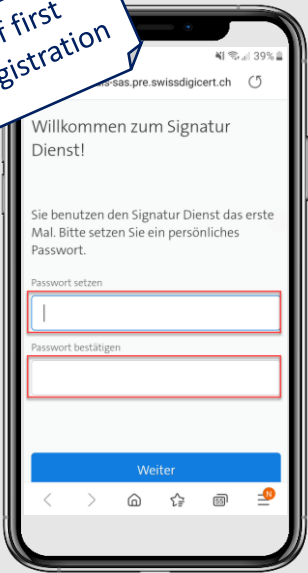 f first
gistration
39%
is-sas.pre.swissdigicert.ch
Willkommen zum Signatur
Dienst!
Sie benutzen den Signatur Dienst das erste
Mal. Bitte setzen Sie ein persönliches
Passwort.
Passwort setzen
Passwort bestätigen
Weiter
N